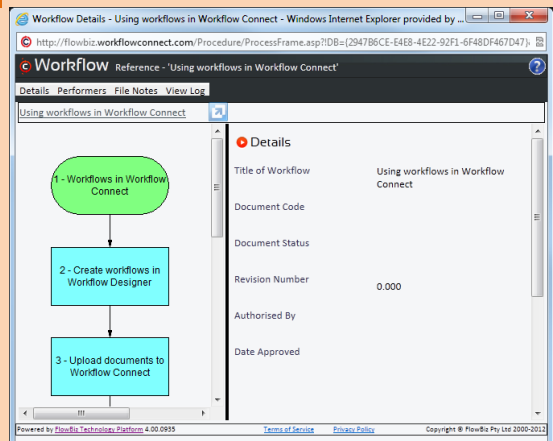 Workflow Details - Using workflows in Workflow Connect - Windows Internet Explorer provided by ...
http://flowbiz.workflowconnect.com/Procedure/ProcessFrame.asp?!DB={2947B6CE-E4E8-4E22-92F1-6F48DF467D47}&
Workflow Reference - 'Using workflows in Workflow Connect'
?
Details Performers File Notes View Log
Using workflows in Workflow Connect
1 - Workflows in Workflow
Connect
2 - Create workflows in
Workflow Designer
3 - Upload documents to
Workflow Connect
Details
Title of Workflow
Using workflows in Workflow
Connect
Document Code
Document Status
Revision Number
0.000
Authorised By
Date Approved
Powered by FlowBiz Technology Platform 4.00.0935
Terms of Service
Privacy Policy
Copyright © FlowBiz Pty Ltd 2000-2012